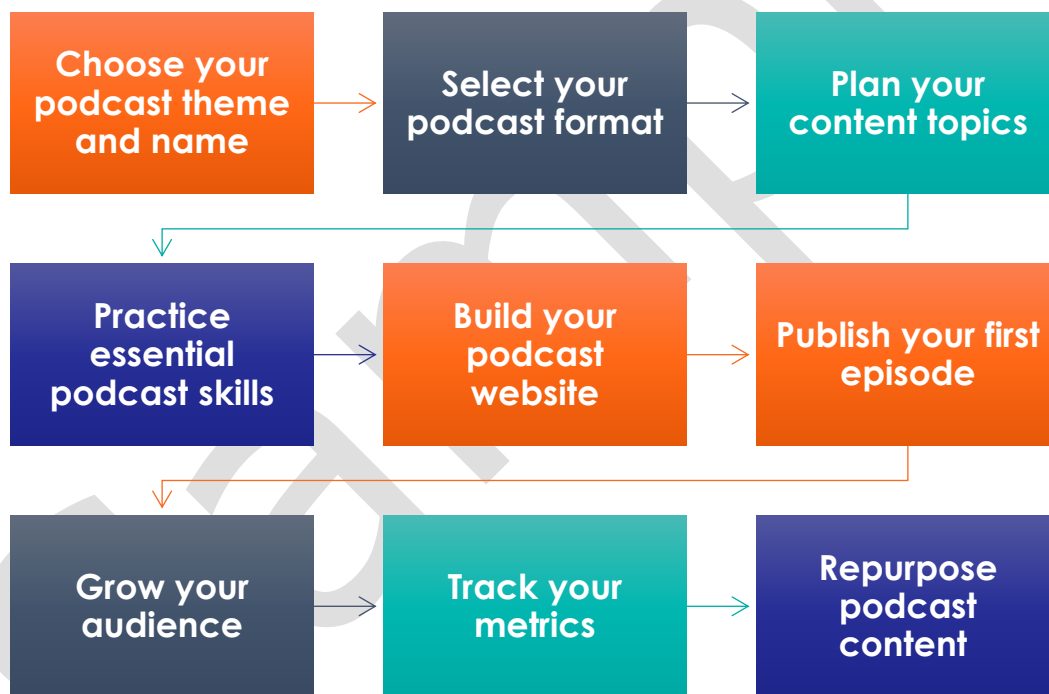 Choose your
podcast theme
and name
Select your
podcast format
Plan your
content topics
Practice
essential
podcast skills
Build your
podcast
website
Publish your first
episode
Grow your
audience
Track your
metrics
Repurpose
podcast
content